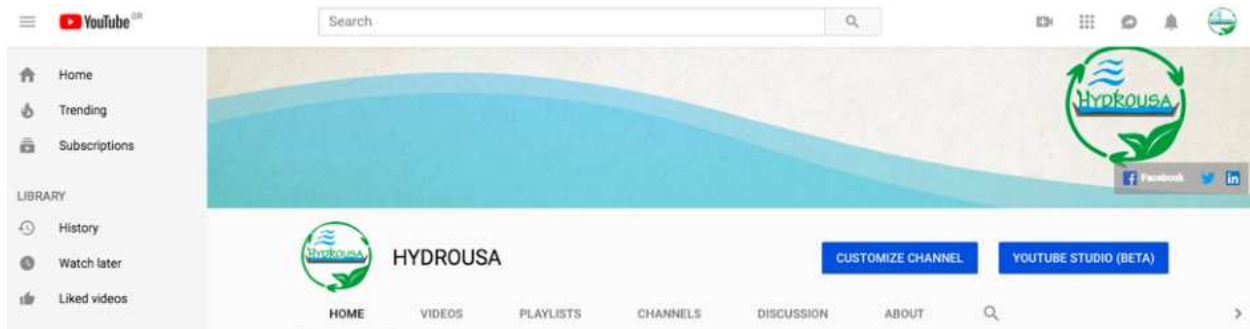 YouTube GR
Search
Home
Trending
Subscriptions
LIBRARY
History
Watch later
Liked videos
HYDROUSA
Facebook
HYDROUSA
HYDROUSA
CUSTOMIZE CHANNEL
YOUTUBE STUDIO (BETA)
HOME VIDEOS PLAYLISTS CHANNELS DISCUSSION ABOUT